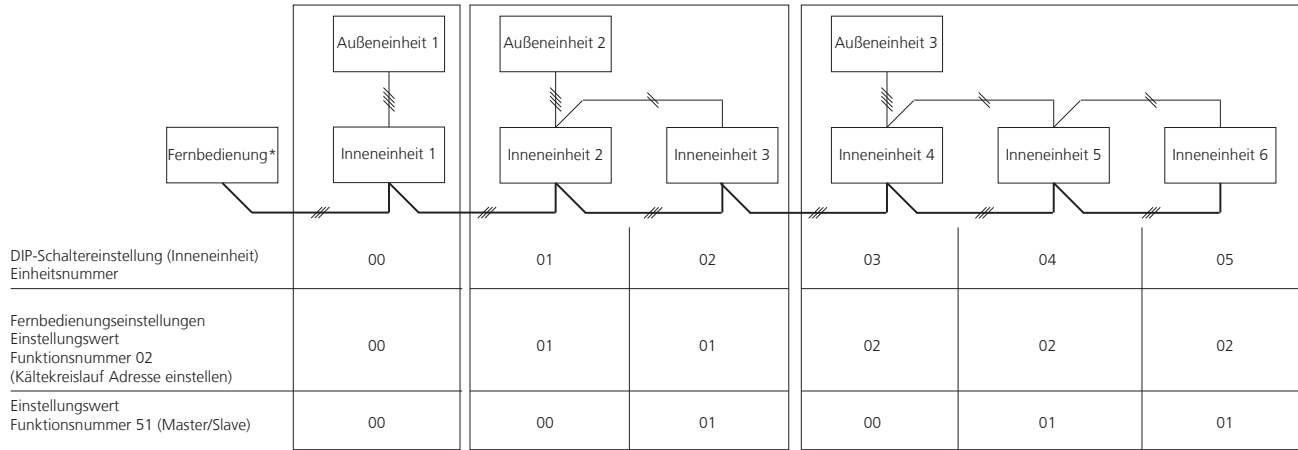 Außeneinheit 1
Außeneinheit 2
Außeneinheit 3
Fernbedienung*
Inneneinheit 1
Inneneinheit 2
Inneneinheit 3
Inneneinheit 4
Inneneinheit 5
Inneneinheit 6
DIP-Schaltereinstellung (Inneneinheit)
Einheitsnummer
00
01
02
03
04
05
Fernbedienungseinstellungen
Einstellungswert
Funktionsnummer 02
(Kältekreislauf Adresse einstellen)
00
01
01
02
02
02
Einstellungswert
Funktionsnummer 51 (Master/Slave)
00
00
01
00
01
01